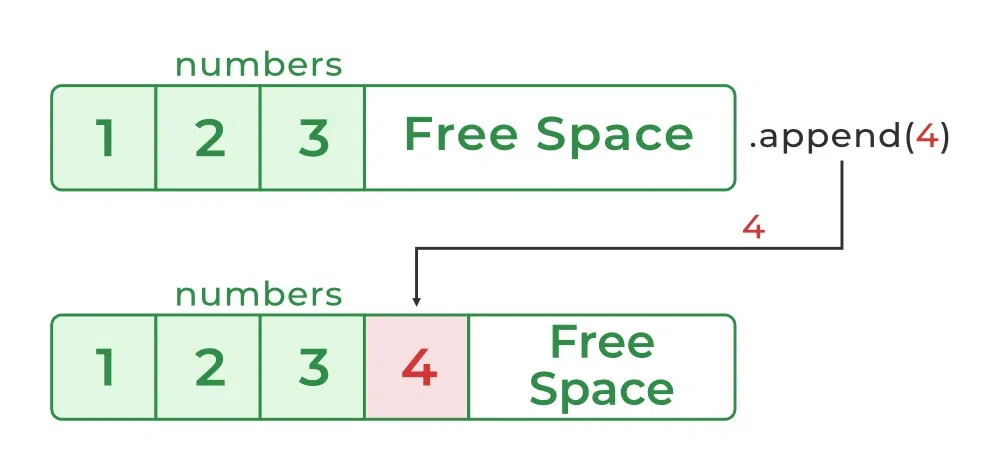 numbers
1 2 3 Free Space .append(4)
4
numbers
1 2 3 4 Free
Space